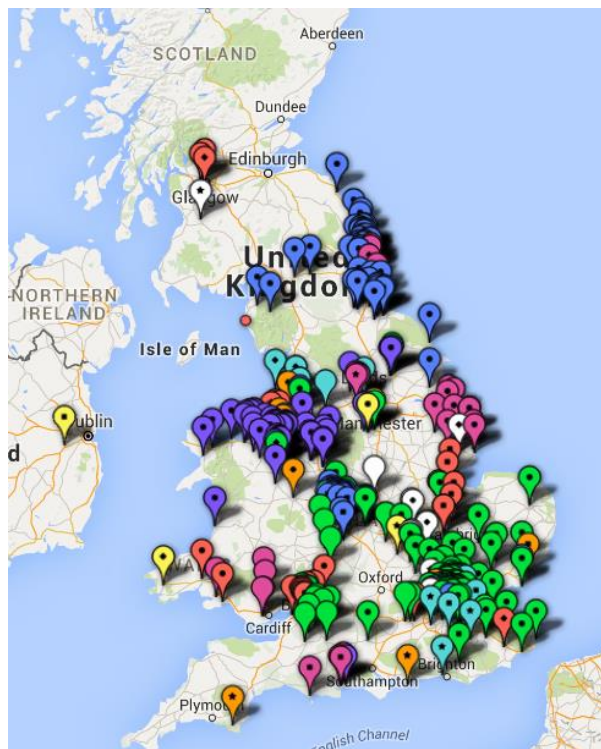 Aberdeen
SCOTLAND
Dundee
Edinburgh
Glasgow
United
Kingdom
NORTHERN
IRELAND
Isle of Man
Dublin
Manchester
d
Oxford
Cardiff
Brighton
Southampton
Plymouth
English Channel